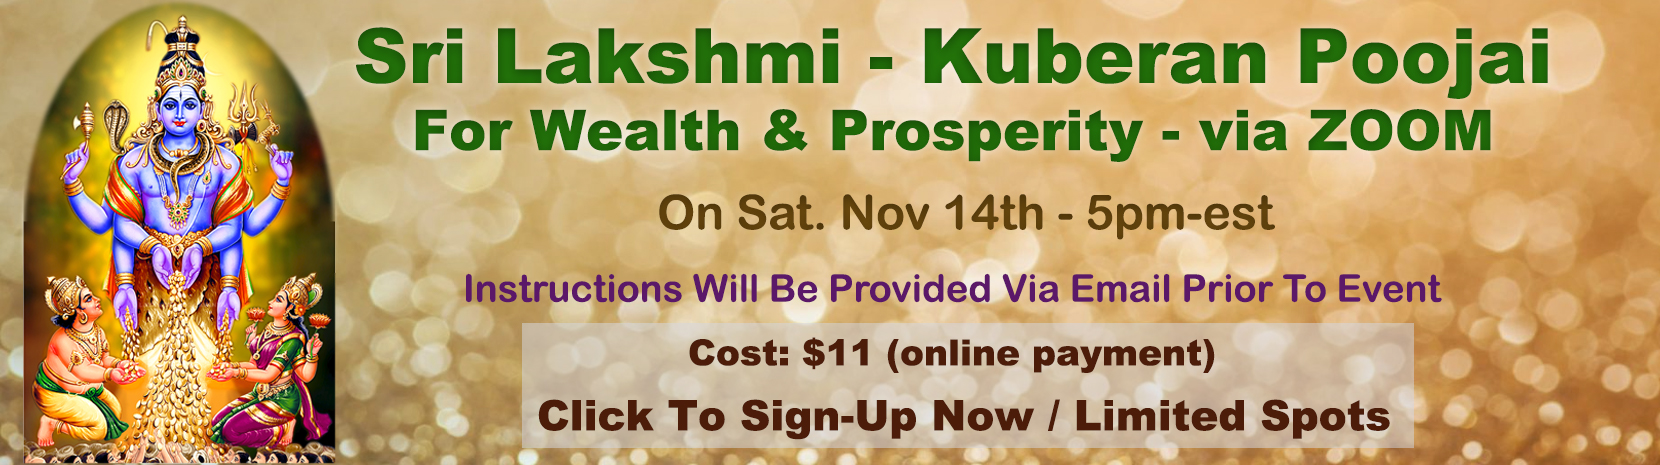 Sri Lakshmi - Kuberan Poojai
For Wealth & Prosperity - via ZOOM
On Sat. Nov 14th - 5pm-est
Instructions Will Be Provided Via Email Prior To Event
Cost: $11 (online payment)
Click To Sign-Up Now / Limited Spots